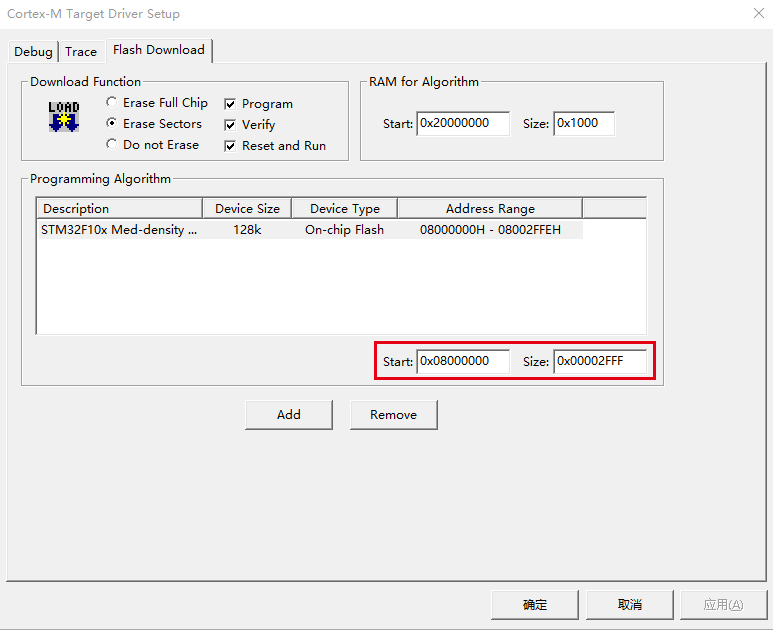 Cortex-M Target Driver Setup
Debug Trace Flash Download
Download Function
LOAD
Erase Full Chip Program
Erase Sectors Verify
Do not Erase Reset and Run
RAM for Algorithm
Start: 0x20000000 Size: 0x1000
Programming Algorithm
Description Device Size Device Type Address Range
STM32F10x Med-density ... 128k On-chip Flash 08000000H - 08002FFEH
Start: 0x08000000 Size: 0x00002FFF
Add Remove
确定 取消 应用(A)